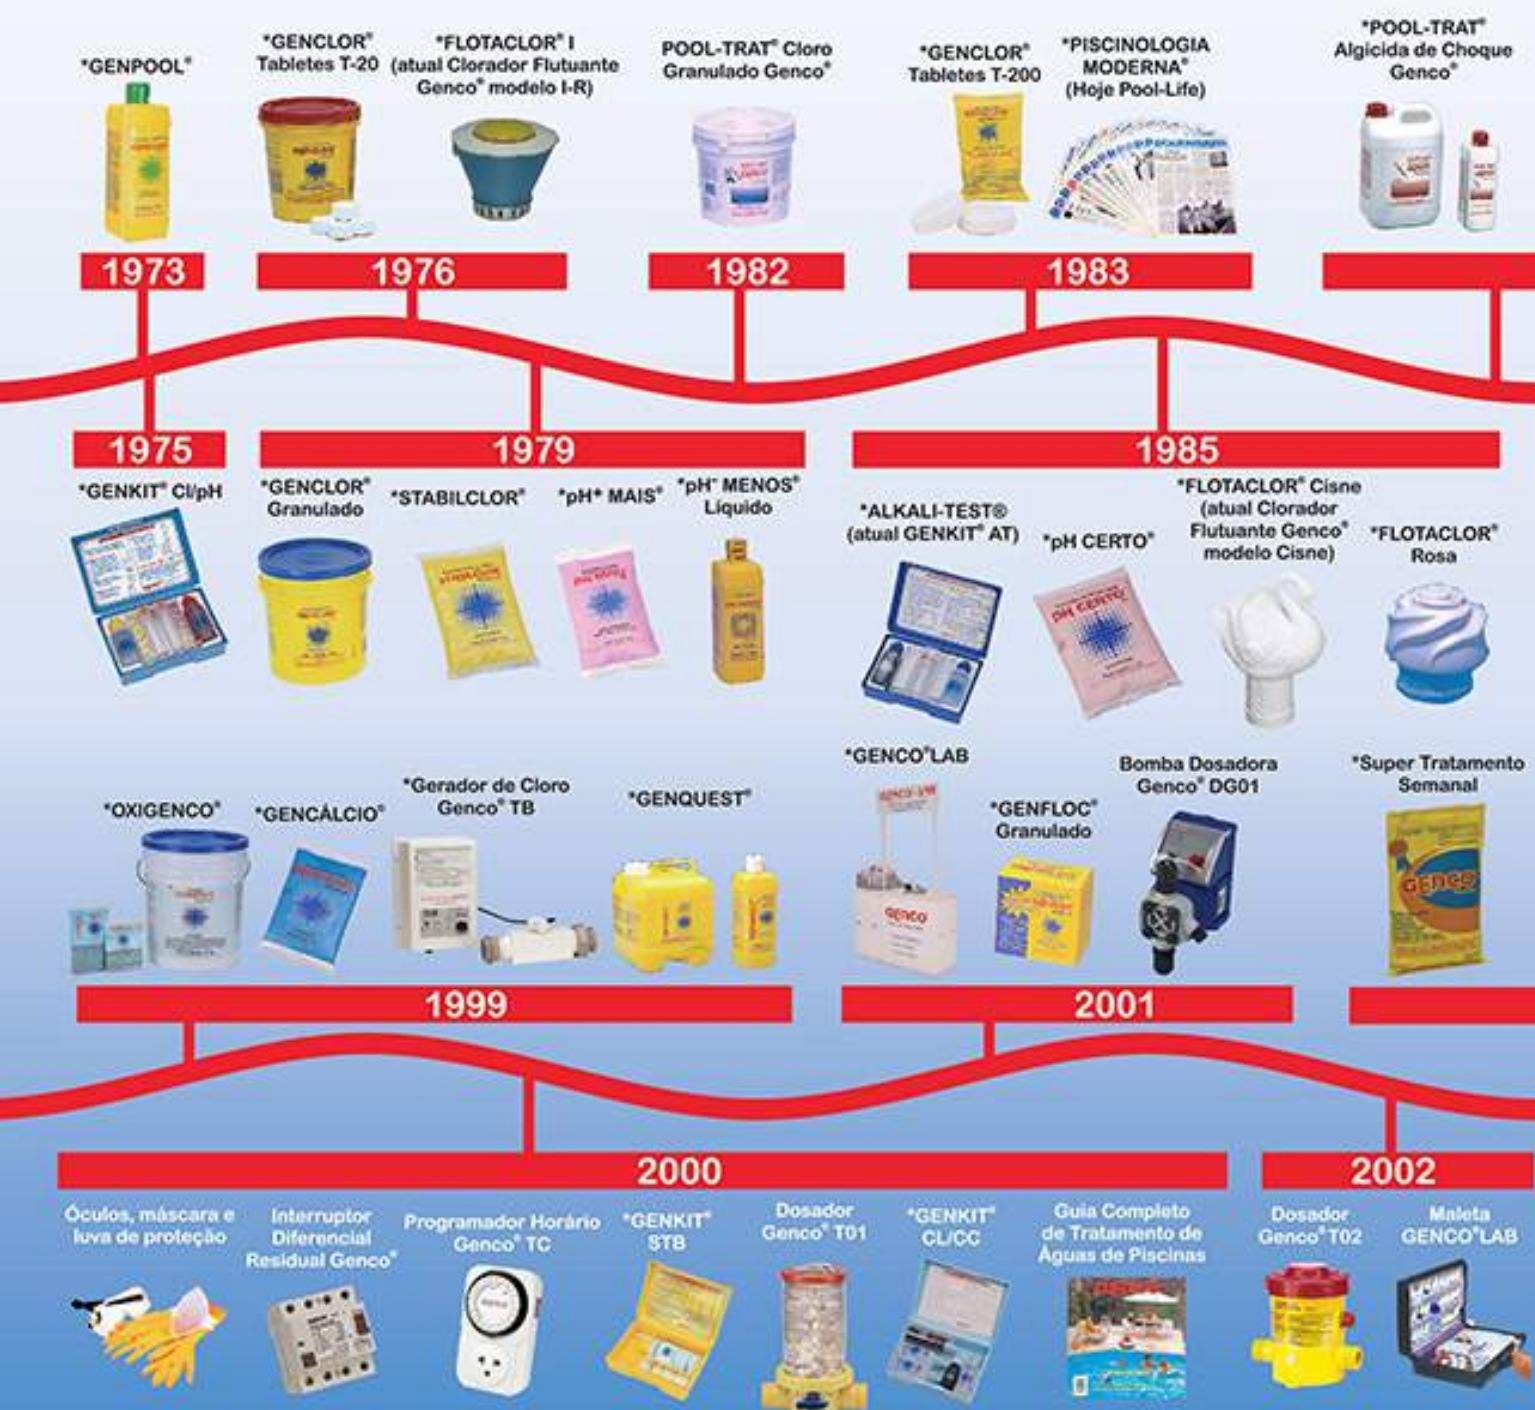 *GENPOOL®
*GENCLOR®
Tabletes T-20
*FLOTACLOR® I
(atual Clorador Flutuante
Genco® modelo I-R)
POOL-TRAT® Cloro
Granulado Genco®
*GENCLOR®
Tabletes T-200
*PISCINOLOGIA
MODERNA®
(Hoje Pool-Life)
*POOL-TRAT®
Algicida de Choque
Genco®
1973
1976
1982
1983
1975
1979
1985
*GENKIT® Cl/pH
*GENCLOR®
Granulado
*STABILCLOR®
*pH⁺ MAIS®
*pH⁻ MENOS®
Líquido
*ALKALI-TEST®
(atual GENKIT® AT)
*pH CERTO®
*FLOTACLOR® Cisne
(atual Clorador
Flutuante Genco®
modelo Cisne)
*FLOTACLOR®
Rosa
*OXIGENCO®
*GENCÁLCIO®
*Gerador de Cloro
Genco® TB
*GENQUEST®
*GENCO®LAB
*GENFLOC®
Granulado
Bomba Dosadora
Genco® DG01
*Super Tratamento
Semanal
GENCO
GENCO
1999
2001
2000
2002
Óculos, máscara e
luva de proteção
Interruptor
Diferencial
Residual Genco®
Programador Horário
Genco® TC
*GENKIT®
STB
Dosador
Genco® T01
*GENKIT®
CL/CC
Guia Completo
de Tratamento de
Águas de Piscinas
Dosador
Genco® T02
Maleta
GENCO®LAB